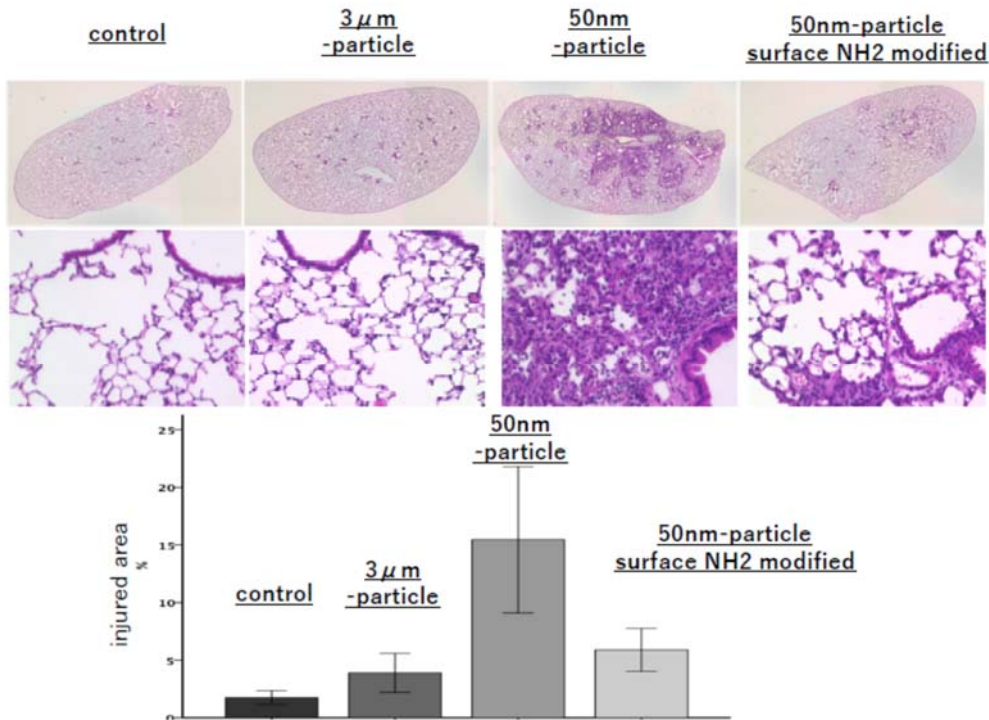 control
3μm
-particle
50nm
-particle
50nm-particle
surface NH2 modified
25
20
15
10
5
0
injured area
%
control
3μm
-particle
50nm
-particle
50nm-particle
surface NH2 modified